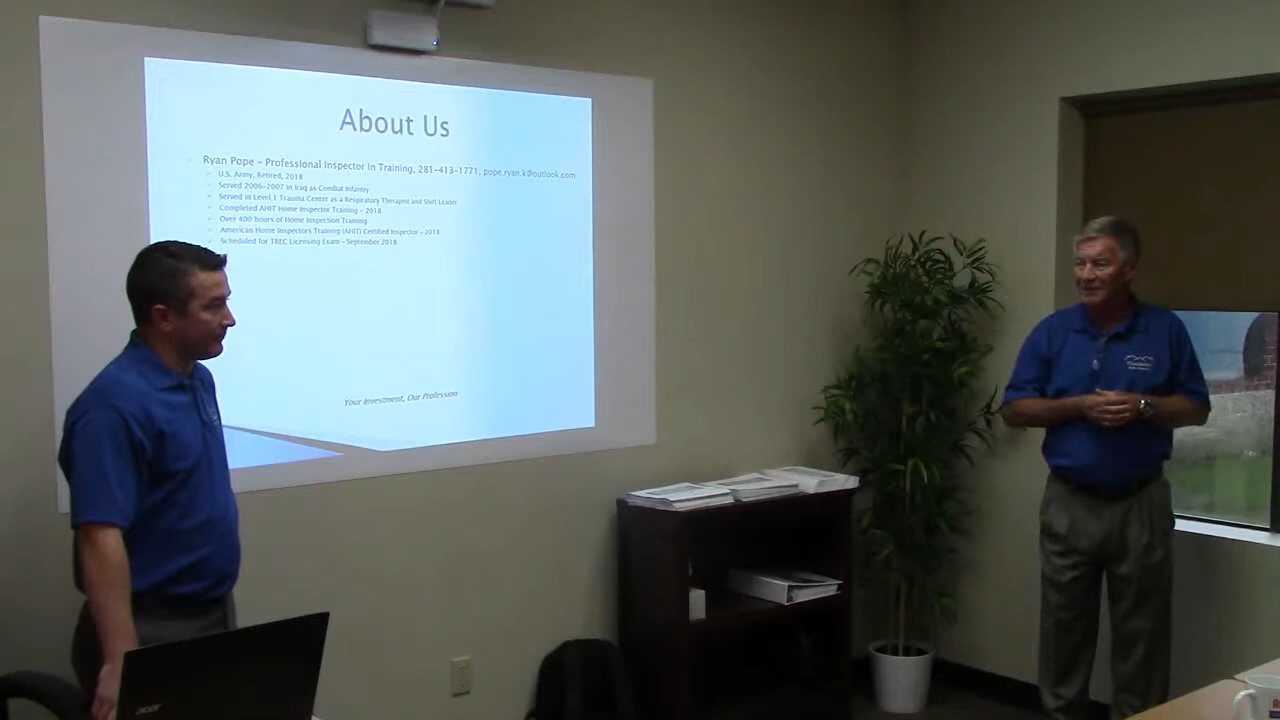 About Us
Ryan Pope – Professional Inspector in Training, 281-413-1771, pope.ryan.k@outlook.com
U.S. Army, Retired, 2018
Served 2006-2007 in Iraq as Combat Infantry
Served in Level I Trauma Center as a Respiratory Therapist and Shift Leader
Completed AHIT Home Inspector Training - 2018
Over 400 hours of Home Inspection Training
American Home Inspectors Training (AHIT) Certified Inspector - 2018
Scheduled for TREC Licensing Exam - September 2018
Your Investment, Our Profession
acer